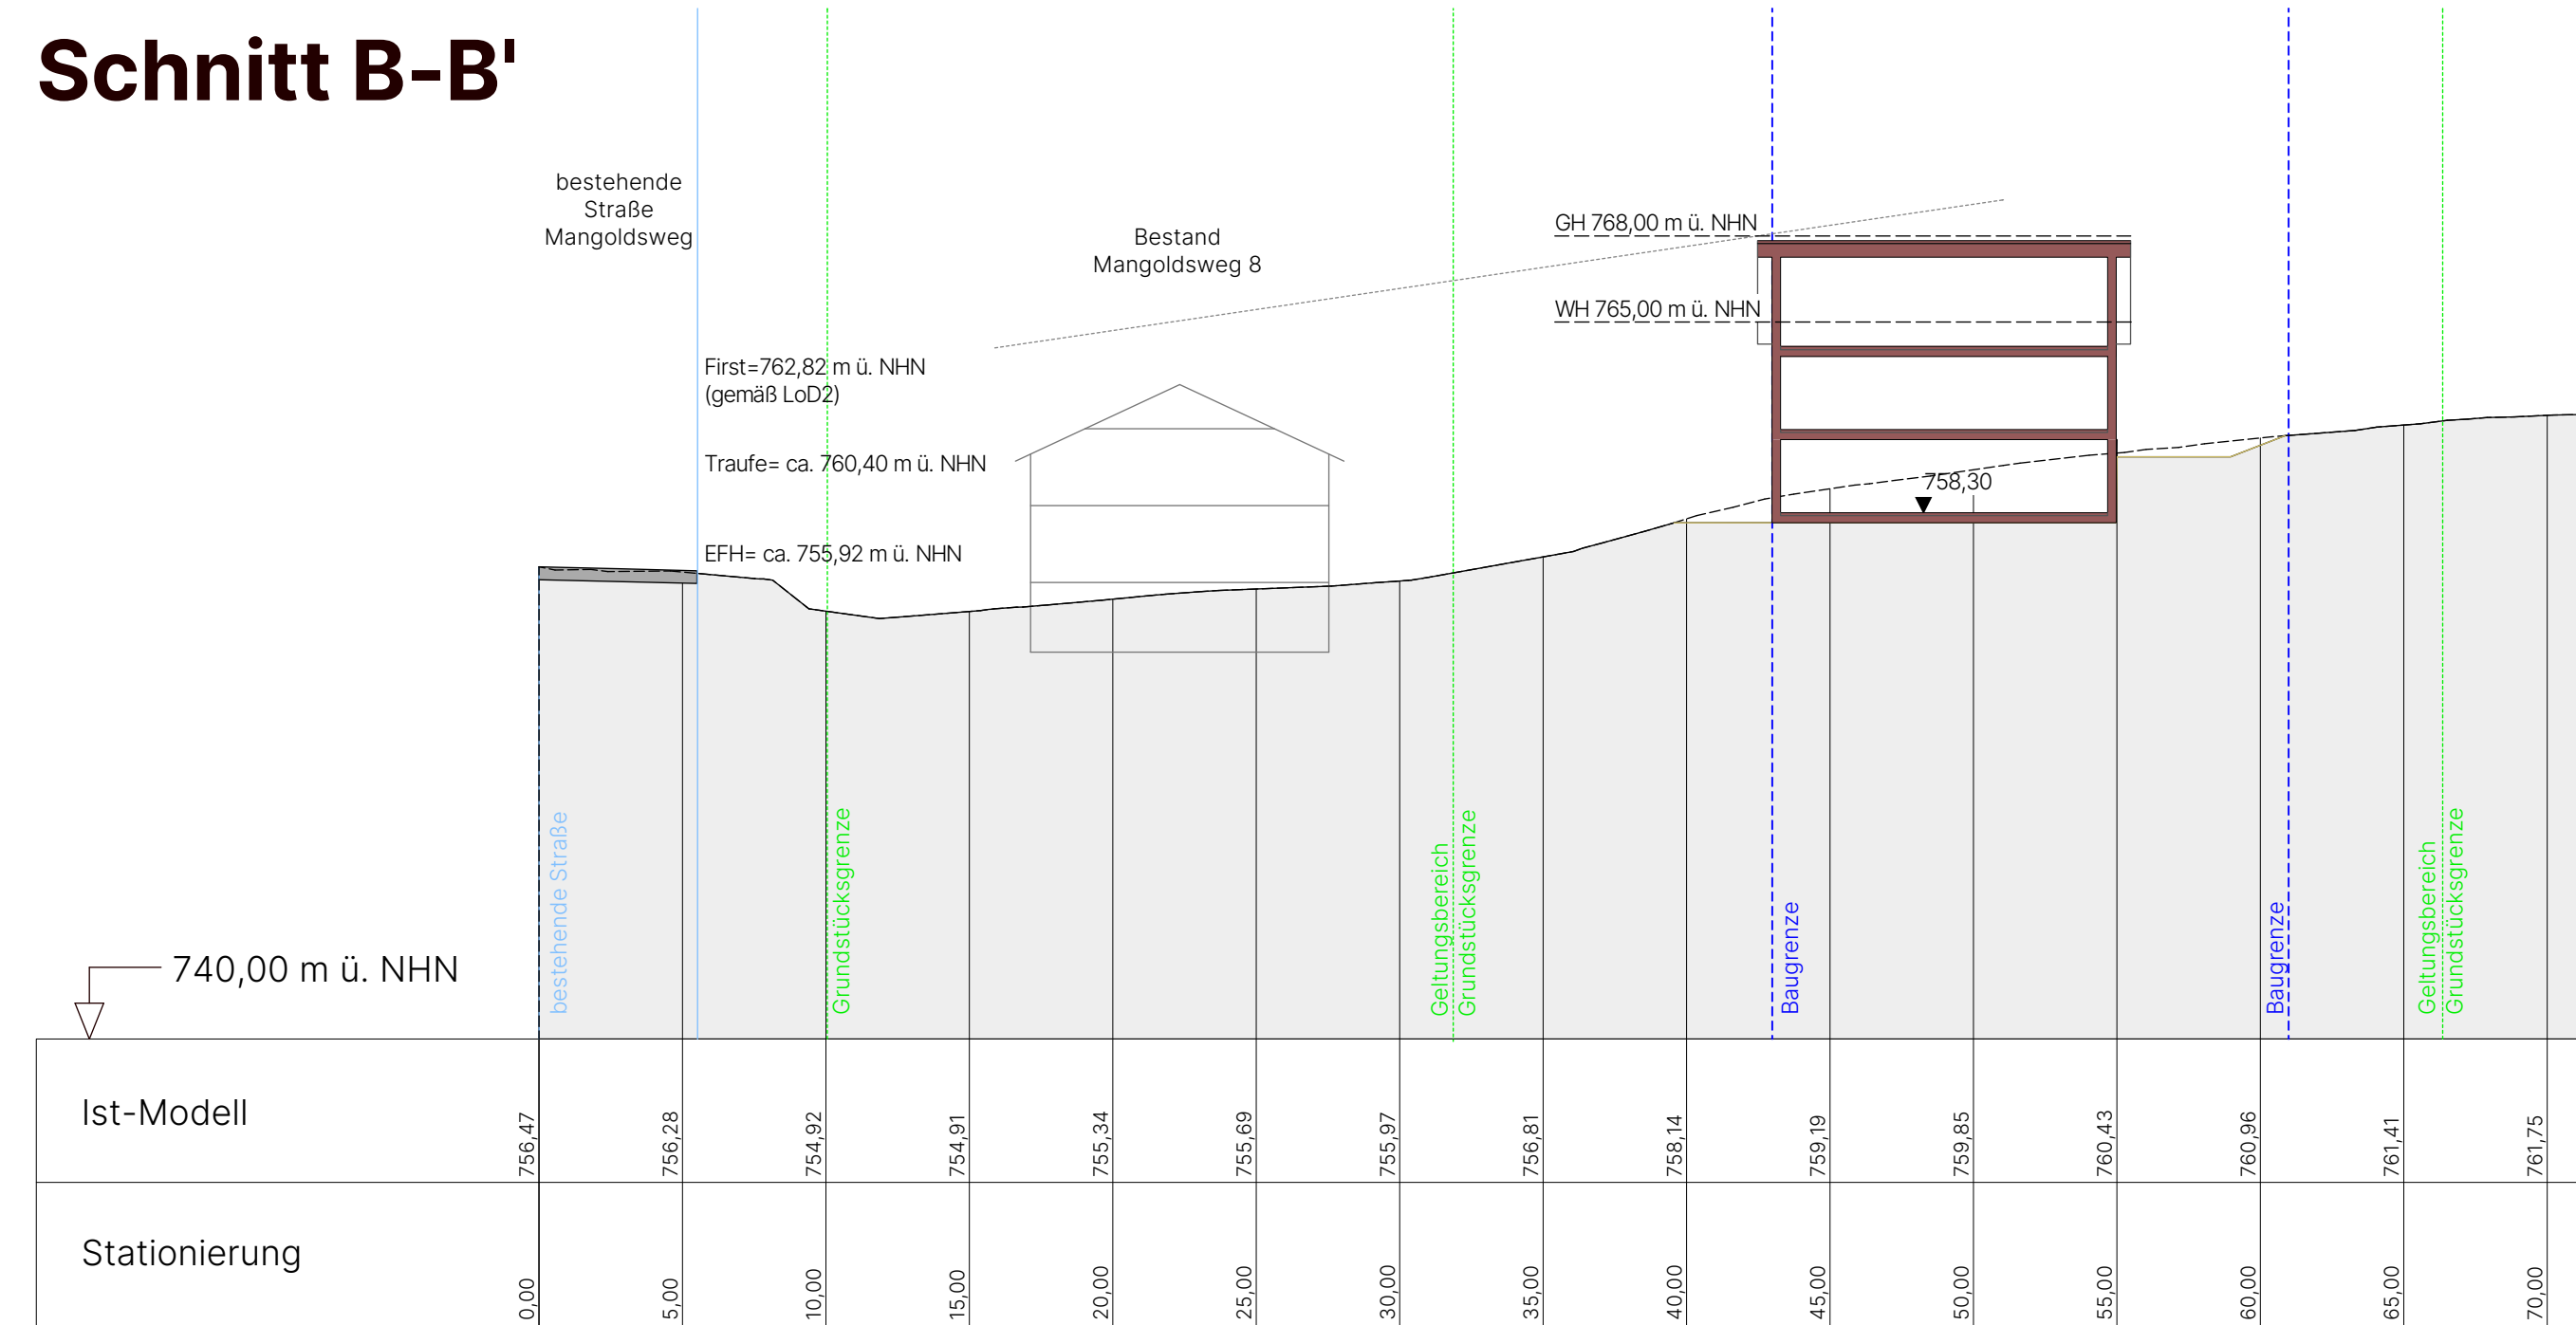 Schnitt B-B'
bestehende
Straße
Mangoldsweg
Bestand
Mangoldsweg 8
GH 768,00 m ü. NHN
WH 765,00 m ü. NHN
First=762,82 m ü. NHN
(gemäß LoD2)
Traufe= ca. 760,40 m ü. NHN
EFH= ca. 755,92 m ü. NHN
758,30
bestehende Straße
Grundstücksgrenze
Geltungsbereich
Grundstücksgrenze
Baugrenze
Baugrenze
Geltungsbereich
Grundstücksgrenze
740,00 m ü. NHN
Ist-Modell
756,47
756,28
754,92
754,91
755,34
755,69
755,97
756,81
758,14
759,19
759,85
760,43
760,96
761,41
761,75
Stationierung
0,00
5,00
10,00
15,00
20,00
25,00
30,00
35,00
40,00
45,00
50,00
55,00
60,00
65,00
70,00